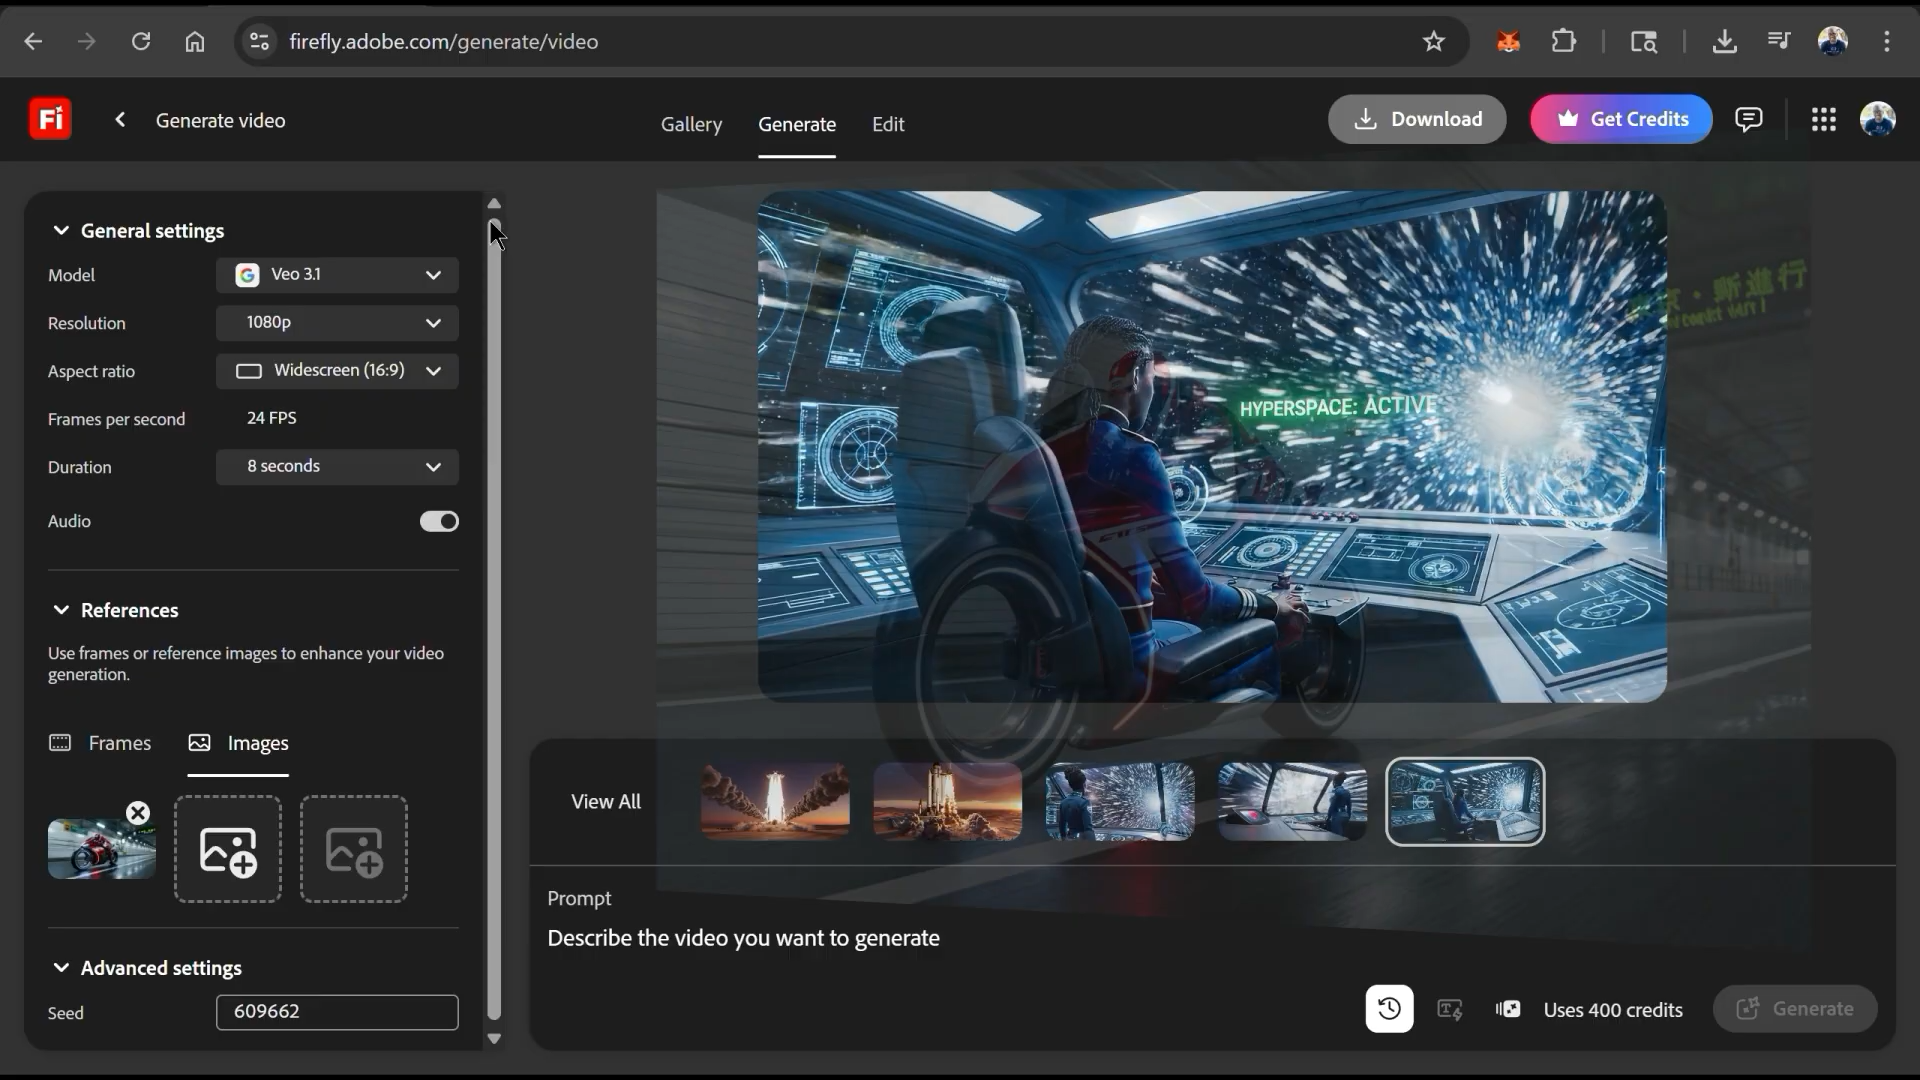 firefly.adobe.com/generate/video
Fi
Generate video
Gallery
Generate
Edit
Download
Get Credits
General settings
Model
Veo 3.1
Resolution
1080p
Aspect ratio
Widescreen (16:9)
Frames per second
24 FPS
Duration
8 seconds
Audio
References
Use frames or reference images to enhance your video
generation.
Frames
Images
Advanced settings
Seed
609662
HYPERSPACE: ACTIVE
View All
Prompt
Describe the video you want to generate
Uses 400 credits
Generate